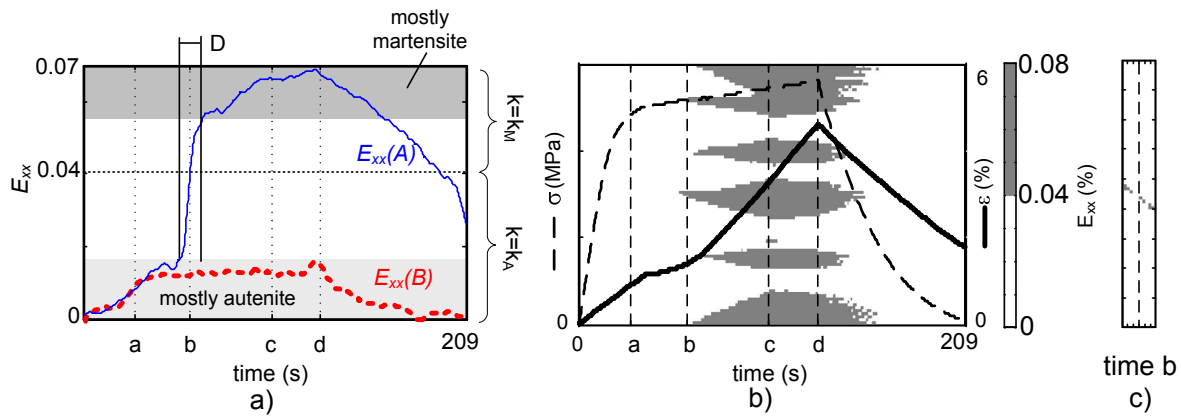 a)
mostly
martensite
D
0.07
k=k_M
E_xx(A)
0.04
E_xx
k=k_A
E_xx(B)
mostly autenite
0
a b c d 209
time (s)
a)
b)
6
0.08
σ (MPa)
ε (%)
0.04
E_xx (%)
0
0
0 a b c d 209
time (s)
b)
time b
c)